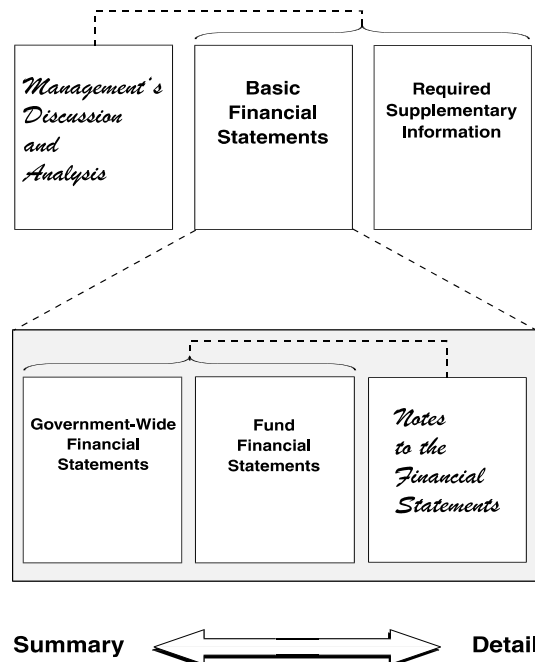 Management's
Discussion
and
Analysis
Basic
Financial
Statements
Required
Supplementary
Information
Government-Wide
Financial
Statements
Fund
Financial
Statements
Notes
to the
Financial
Statements
Summary
Detail